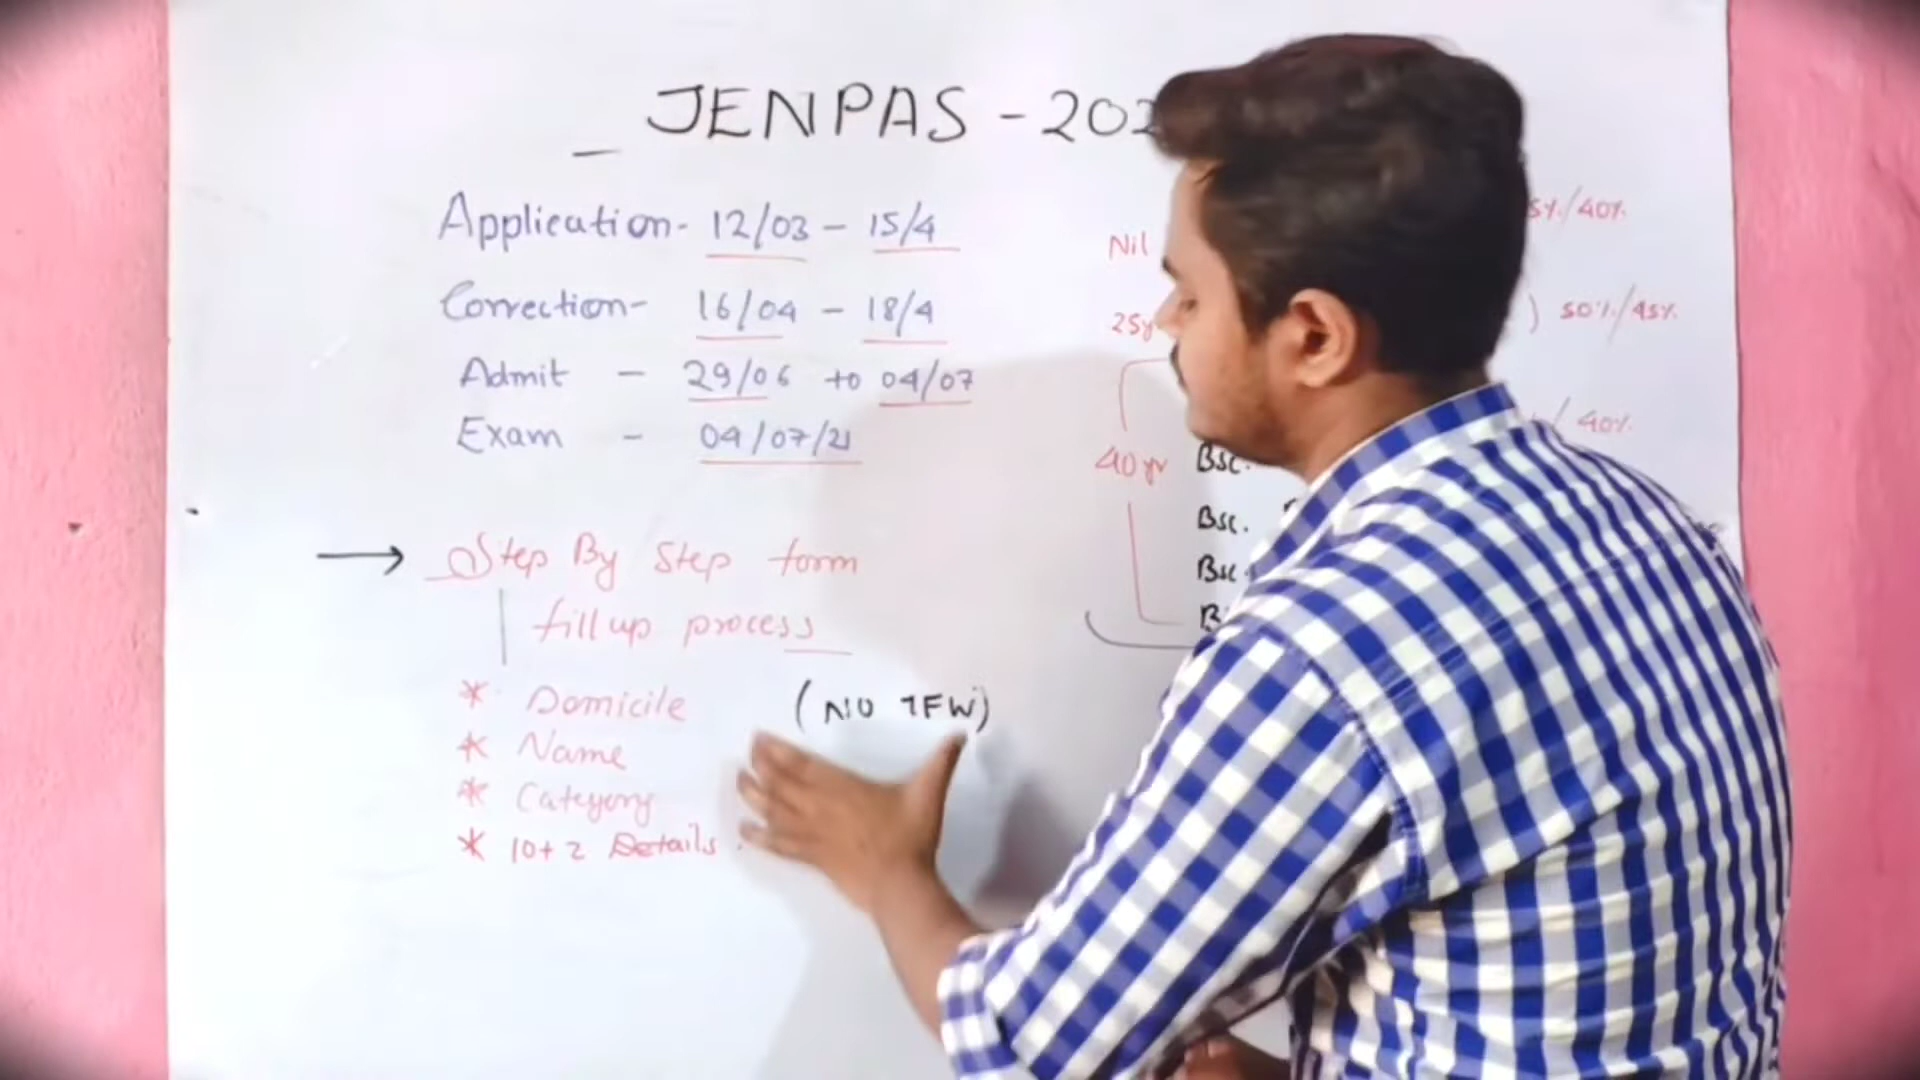 JENPAS - 202
Application- 12/03 - 15/4
Correction- 16/04 - 18/4
Admit - 29/06 to 04/07
Exam - 04/07/21
Step By Step form
fill up process
* Domicile (NO TFW)
* Name
* Category
* 10+2 Details
Nil 5%/40%
25y ) 50%/45%
/ 40%
40 yr Bsc.
Bsc.
Bsc.